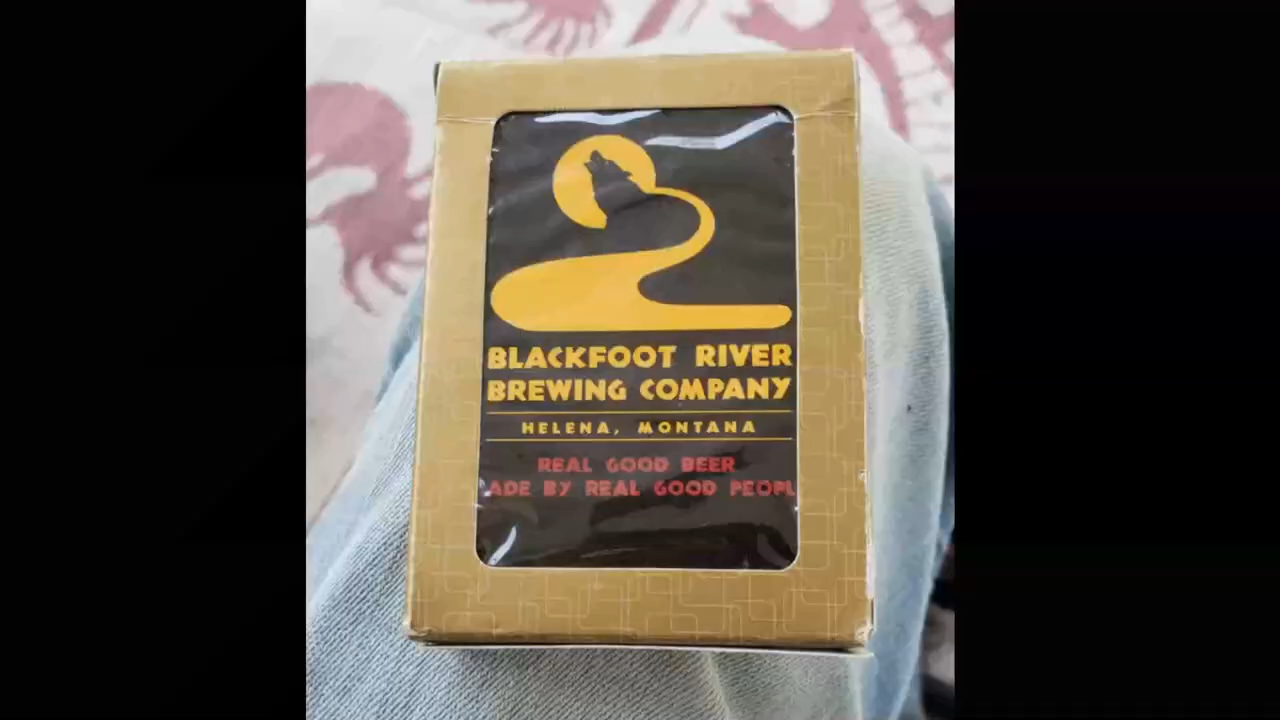 BLACKFOOT RIVER
BREWING COMPANY
HELENA, MONTANA
REAL GOOD BEER
ADE BY REAL GOOD PEOPL